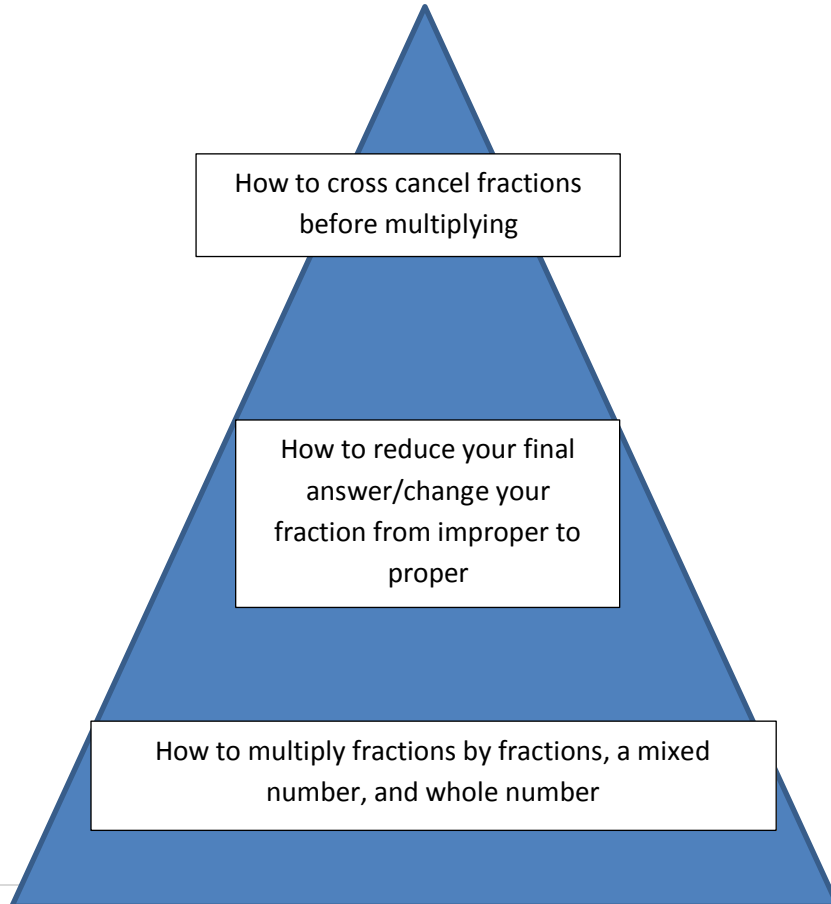 How to cross cancel fractions
before multiplying
How to reduce your final
answer/change your
fraction from improper to
proper
How to multiply fractions by fractions, a mixed
number, and whole number